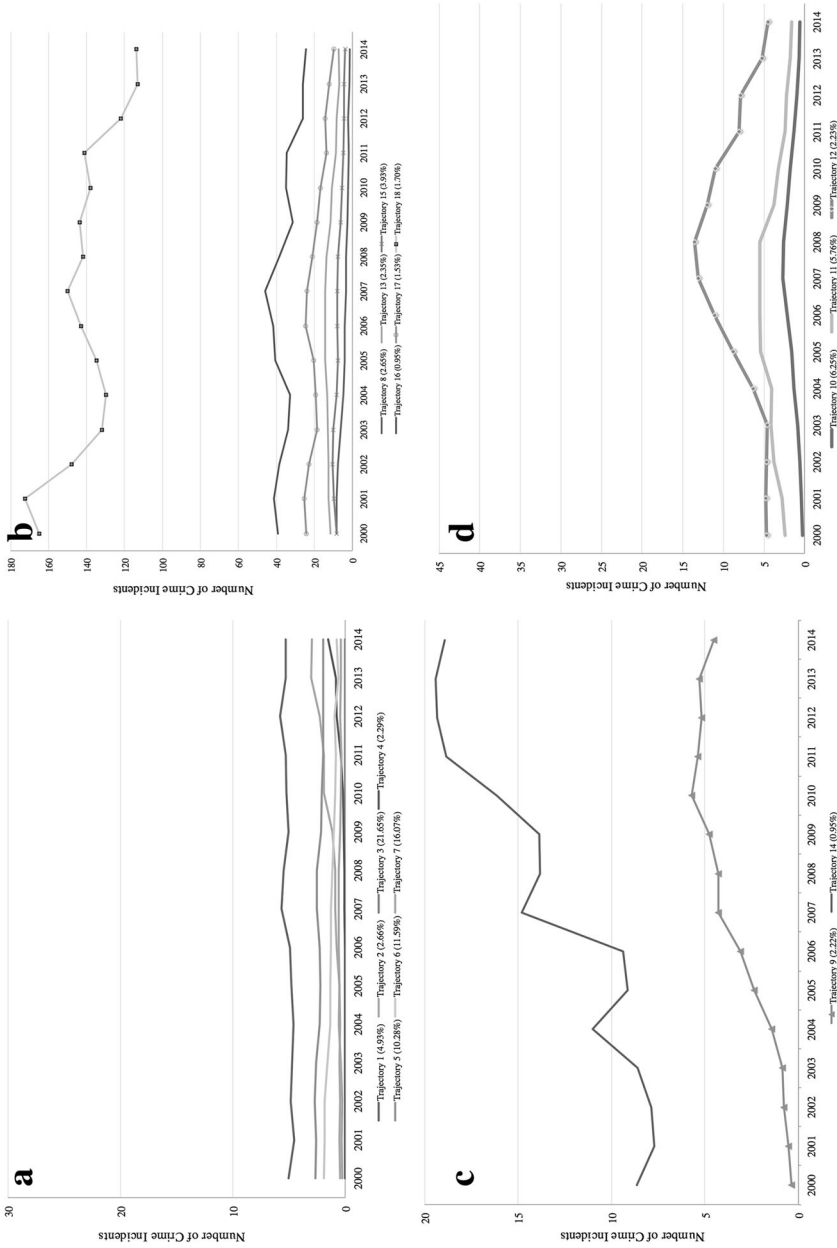 a
Number of Crime Incidents
30
20
10
0
2000 2001 2002 2003 2004 2005 2006 2007 2008 2009 2010 2011 2012 2013 2014
Trajectory 1 (4.93%) Trajectory 2 (2.66%) Trajectory 3 (21.65%) Trajectory 4 (2.29%)
Trajectory 5 (10.28%) Trajectory 6 (11.59%) Trajectory 7 (16.07%)
b
Number of Crime Incidents
180
160
140
120
100
80
60
40
20
0
2000 2001 2002 2003 2004 2005 2006 2007 2008 2009 2010 2011 2012 2013 2014
Trajectory 8 (2.65%) Trajectory 13 (2.35%) Trajectory 15 (3.93%)
Trajectory 16 (0.95%) Trajectory 17 (1.53%) Trajectory 18 (1.70%)
c
Number of Crime Incidents
20
15
10
5
0
2000 2001 2002 2003 2004 2005 2006 2007 2008 2009 2010 2011 2012 2013 2014
Trajectory 9 (2.22%) Trajectory 14 (0.95%)
d
Number of Crime Incidents
45
40
35
30
25
20
15
10
5
0
2000 2001 2002 2003 2004 2005 2006 2007 2008 2009 2010 2011 2012 2013 2014
Trajectory 10 (6.25%) Trajectory 11 (5.76%) Trajectory 12 (2.23%)